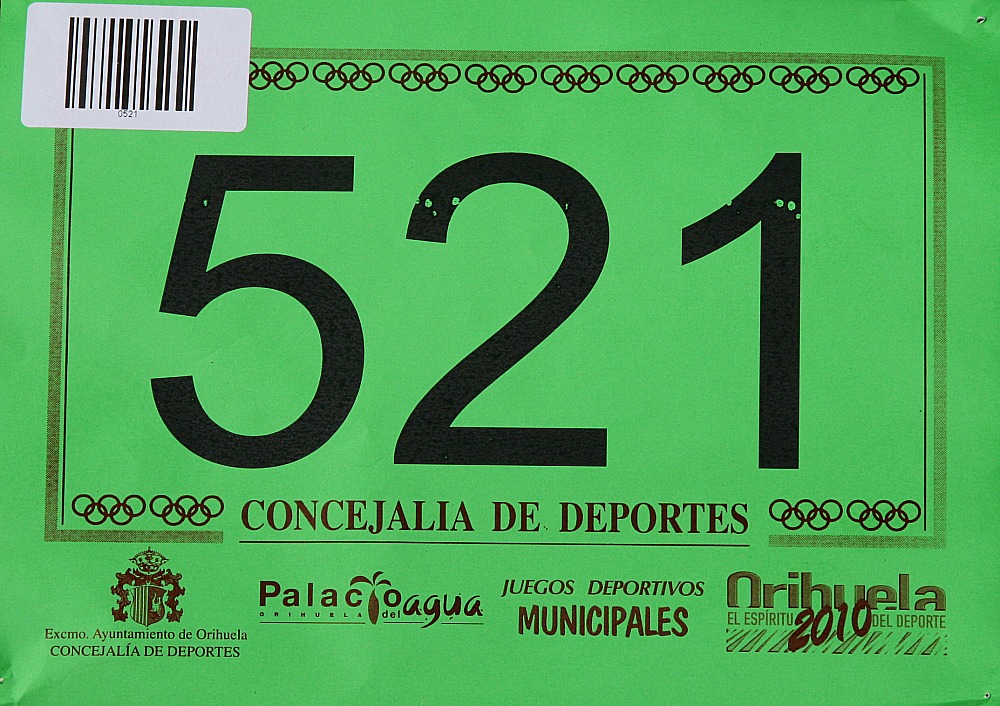 0521
521
CONCEJALIA DE DEPORTES
Excmo. Ayuntamiento de Orihuela
CONCEJALÍA DE DEPORTES
Palacio del agua
ORIHUELA
JUEGOS DEPORTIVOS
MUNICIPALES
Orihuela
EL ESPÍRITU DEL DEPORTE
2010